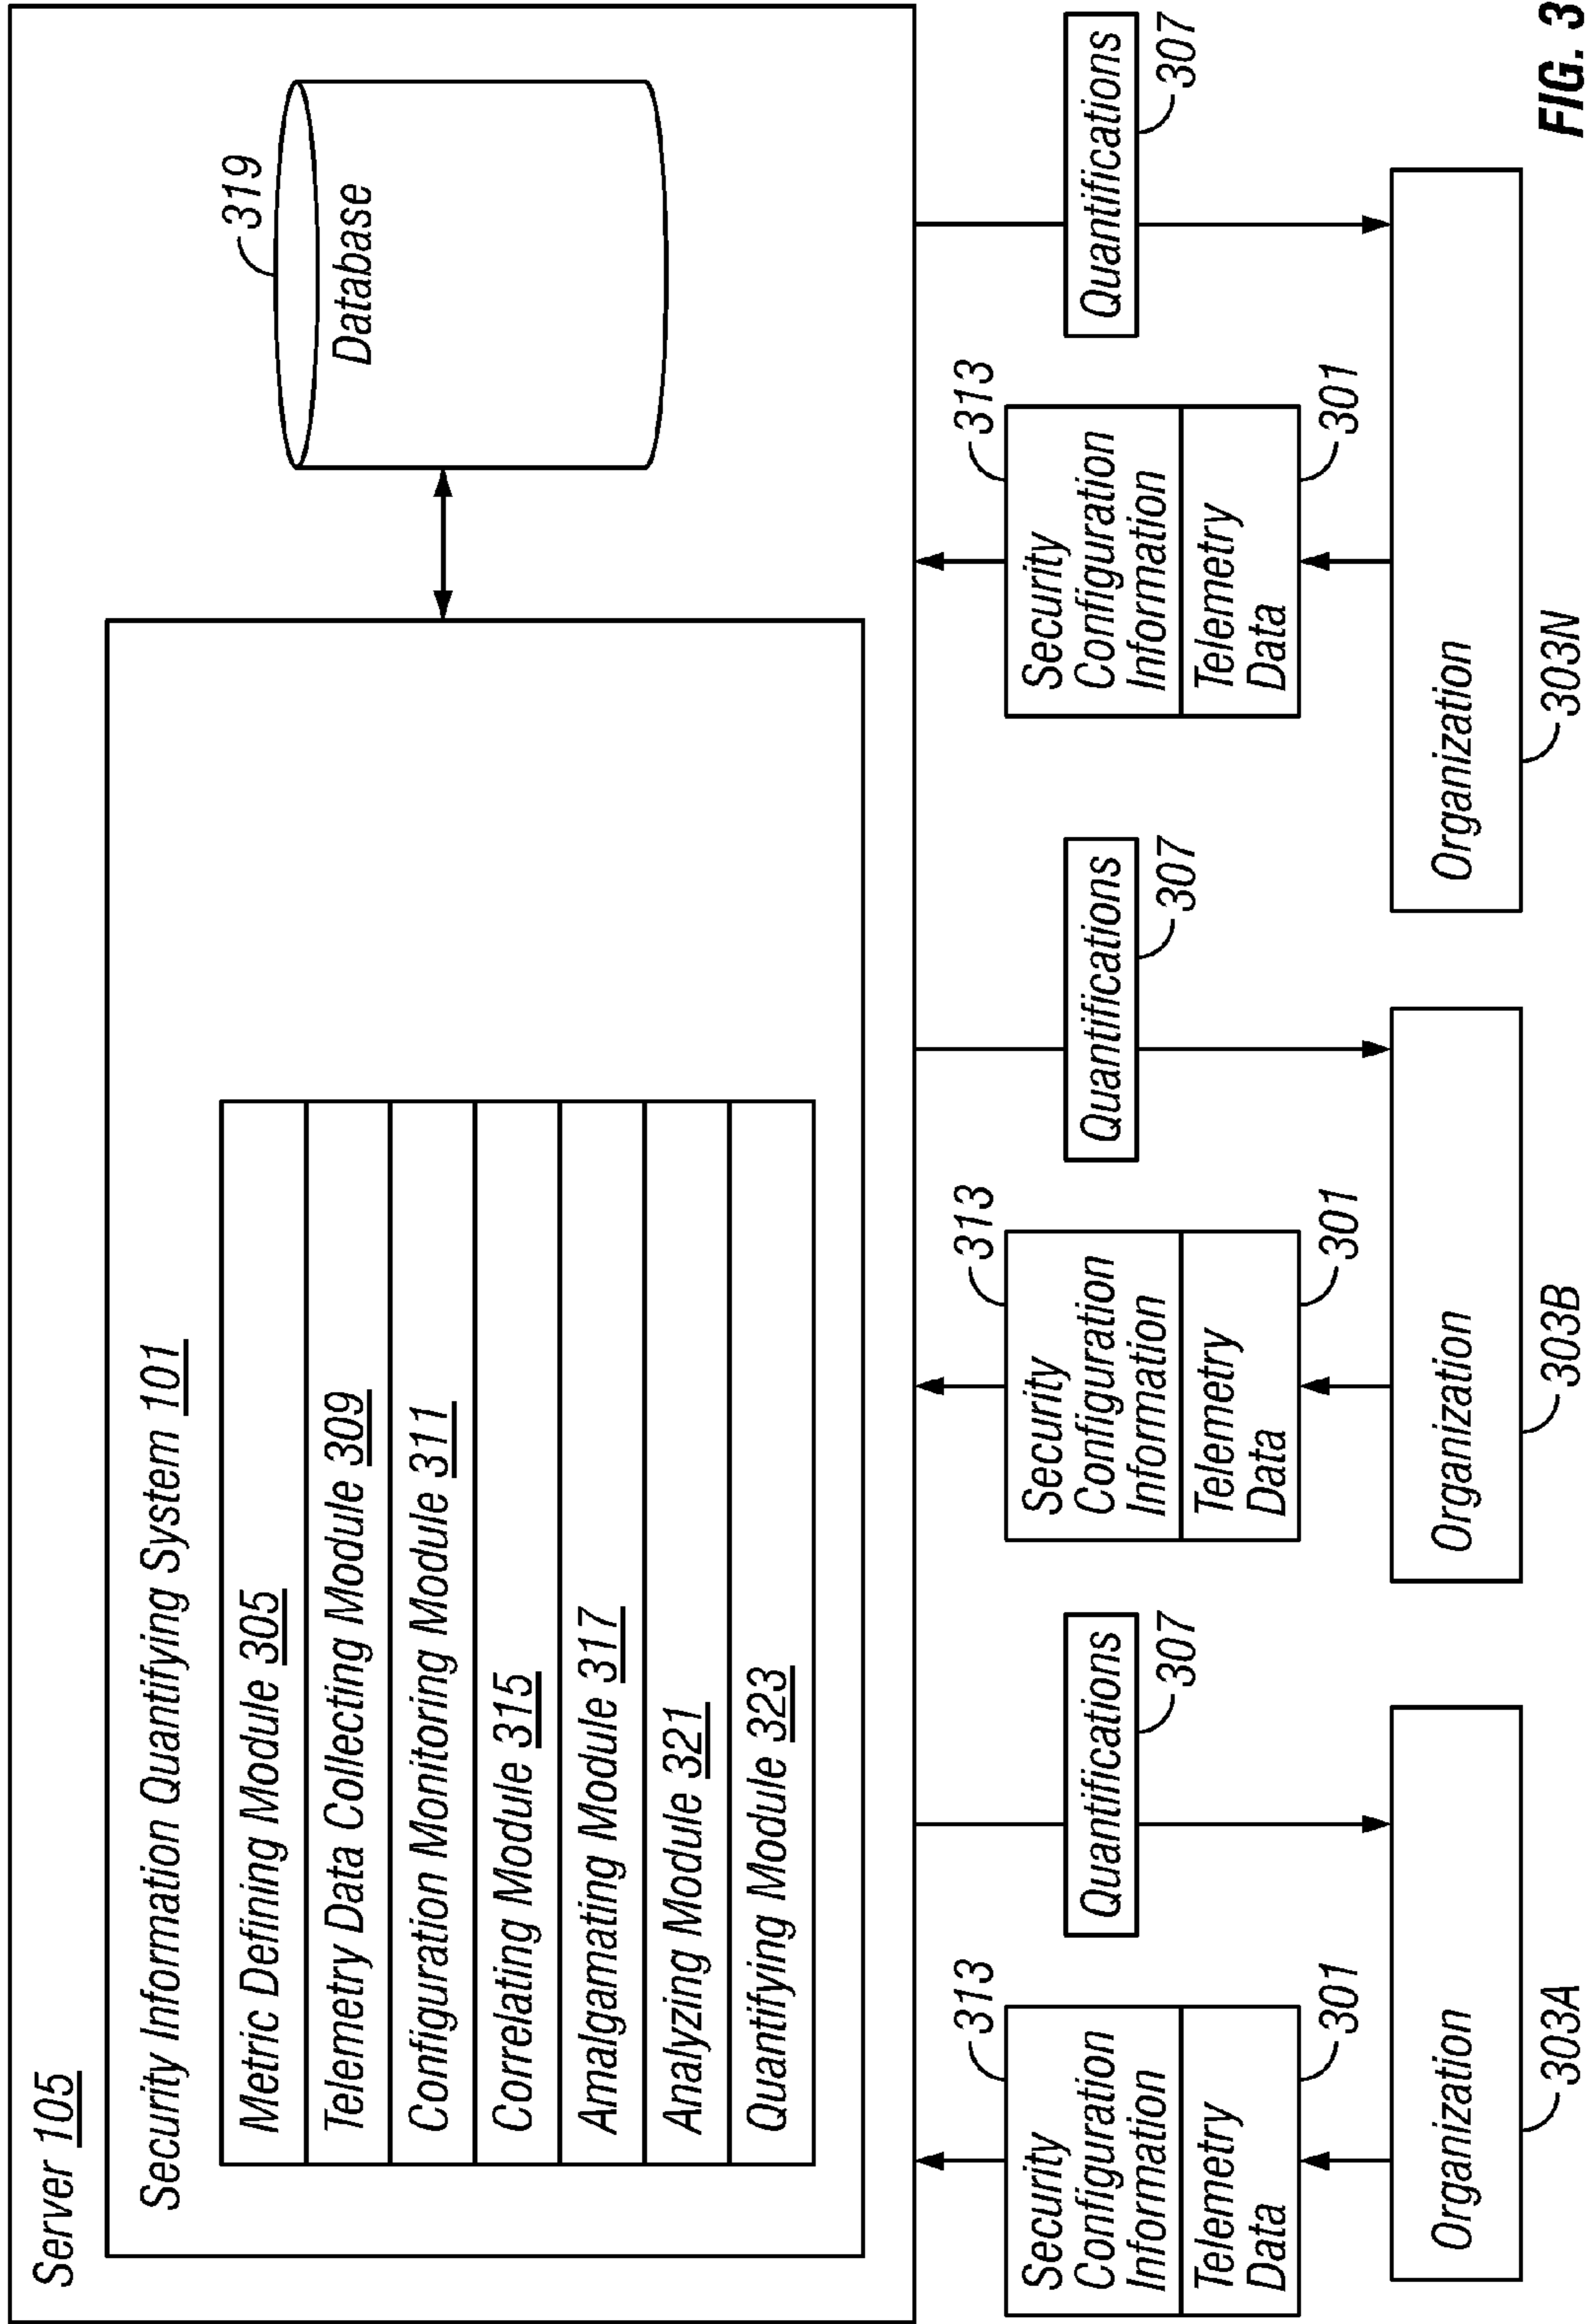 Server 105
Security Information Quantifying System 101
Metric Defining Module 305
Telemetry Data Collecting Module 309
Configuration Monitoring Module 311
Correlating Module 315
Amalgamating Module 317
Analyzing Module 321
Quantifying Module 323
319
Database
313
Security
Configuration
Information
Telemetry
Data
301
Quantifications
307
Organization
303A
313
Security
Configuration
Information
Telemetry
Data
301
Quantifications
307
Organization
303B
313
Security
Configuration
Information
Telemetry
Data
301
Quantifications
307
Organization
303N
FIG. 3